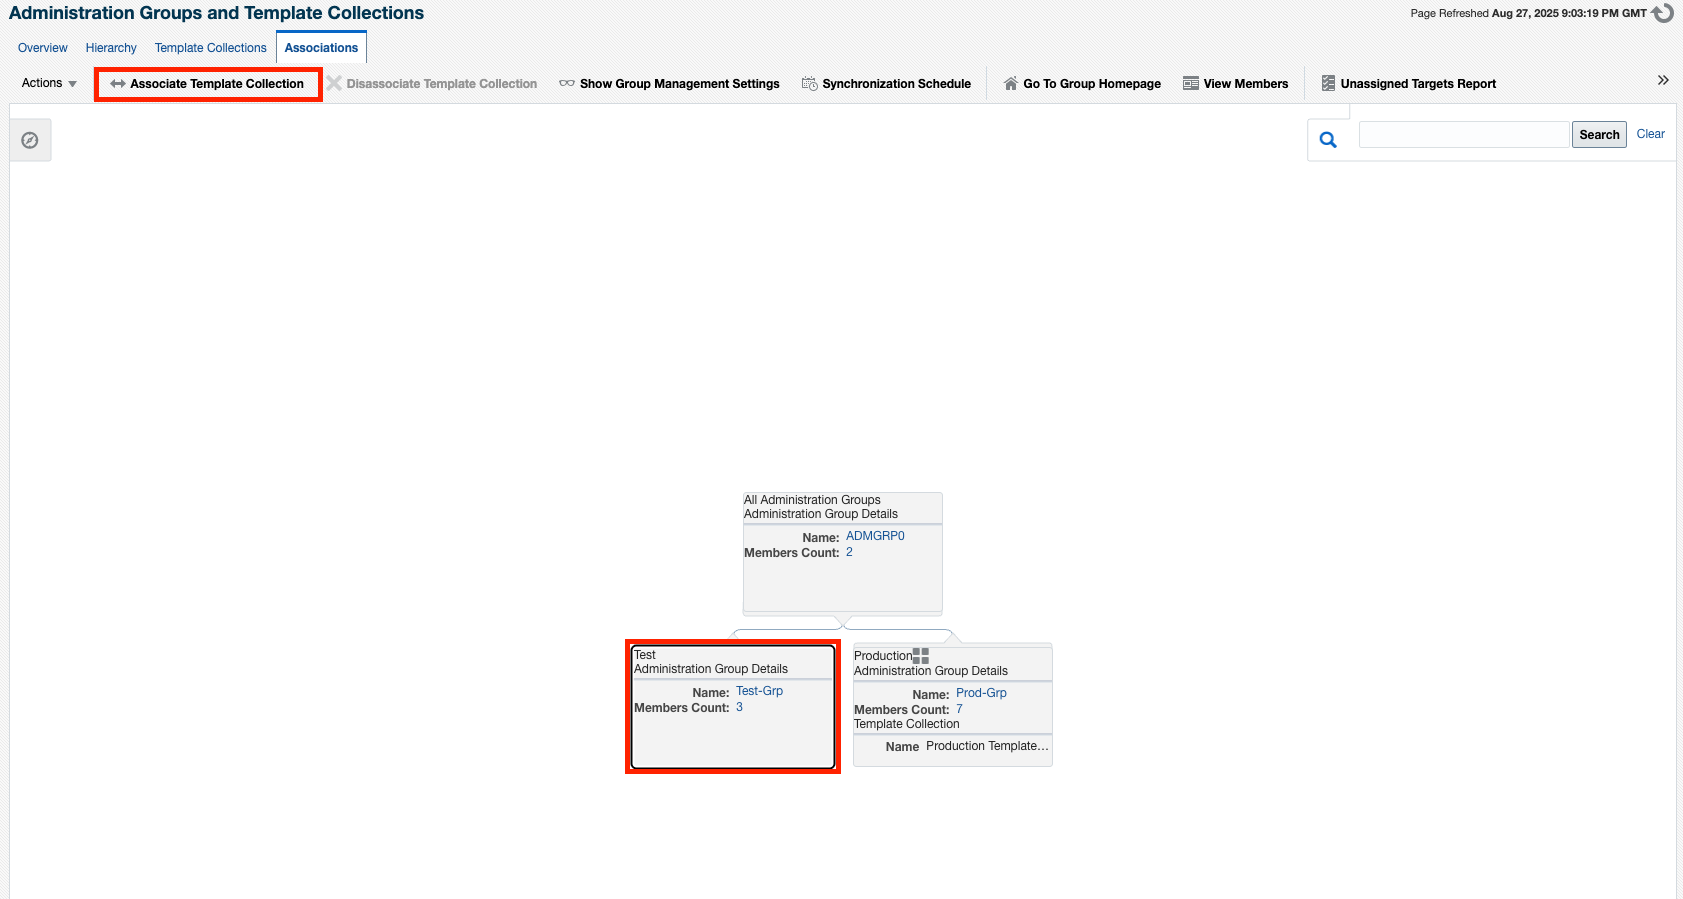 Administration Groups and Template Collections
Page Refreshed Aug 27, 2025 9:03:19 PM GMT
Overview Hierarchy Template Collections Associations
Actions Associate Template Collection Disassociate Template Collection Show Group Management Settings Synchronization Schedule Go To Group Homepage View Members Unassigned Targets Report »
Search Clear
All Administration Groups
Administration Group Details
Name: ADMGRP0
Members Count: 2
Test
Administration Group Details
Name: Test-Grp
Members Count: 3
Production
Administration Group Details
Name: Prod-Grp
Members Count: 7
Template Collection
Name Production Template...